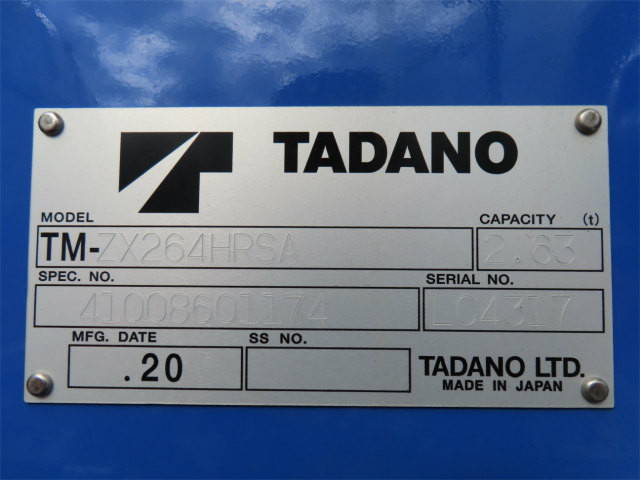 TADANO
MODEL
CAPACITY (t)
TM-ZX264HRSA
2.63
SPEC. NO.
SERIAL NO.
41008601174
LC4317
MFG. DATE
SS NO.
.20
TADANO LTD.
MADE IN JAPAN